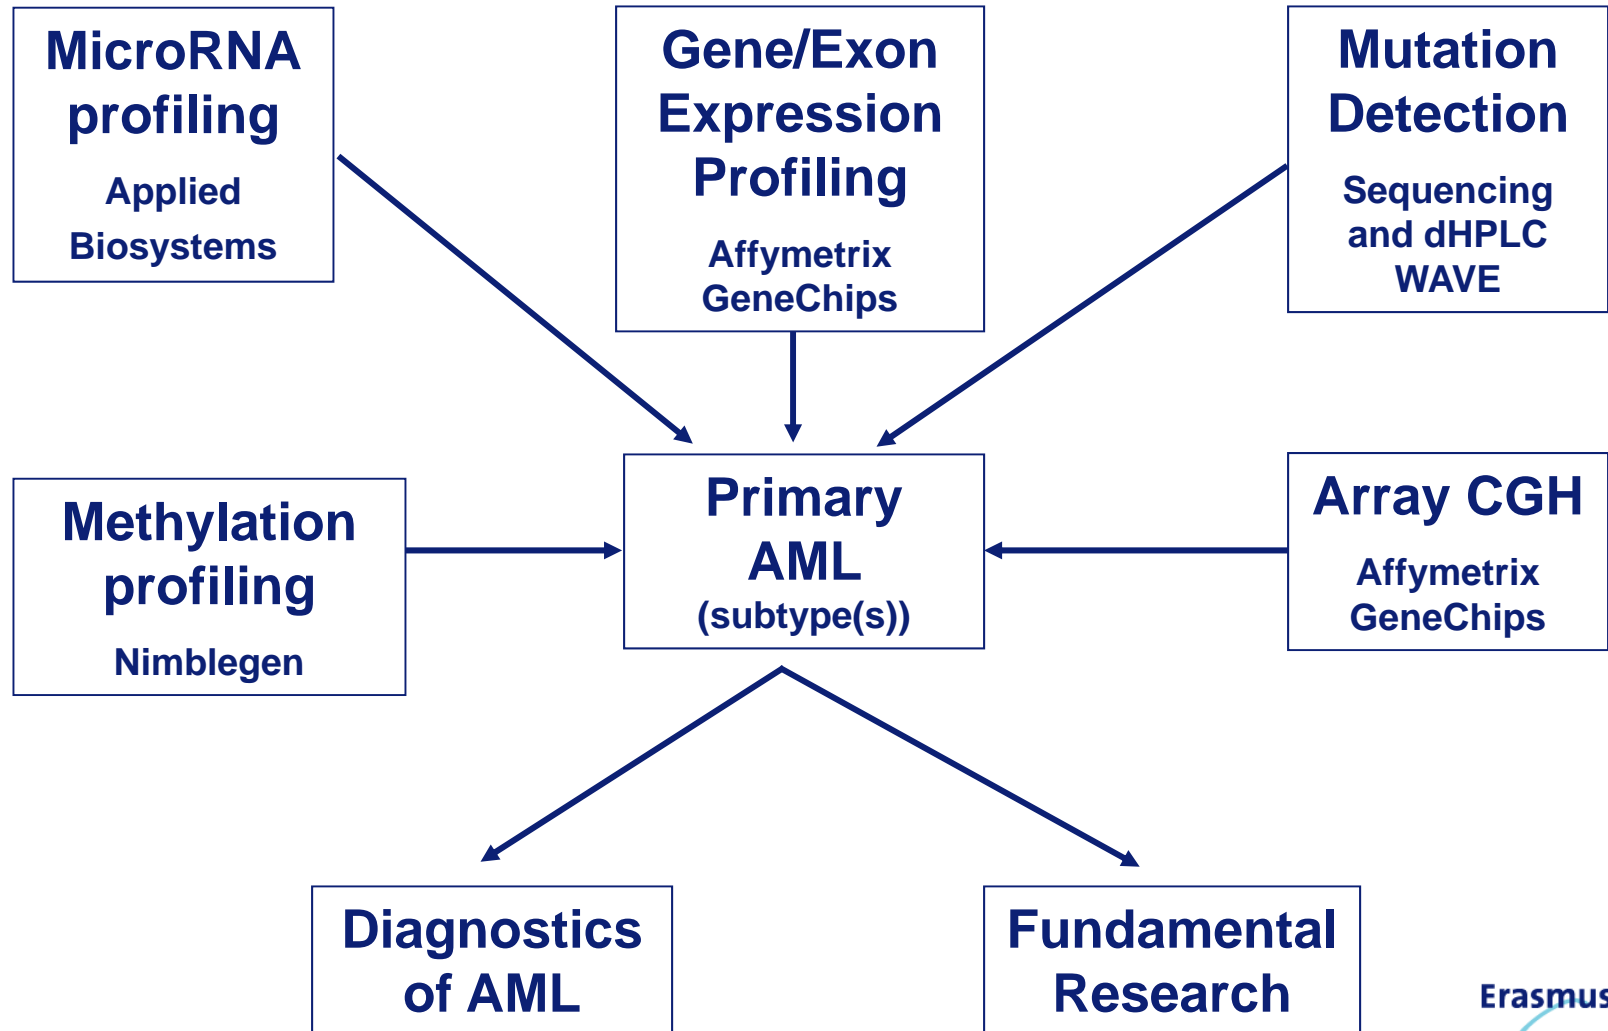 MicroRNA
profiling
Applied
Biosystems
Gene/Exon
Expression
Profiling
Affymetrix
GeneChips
Mutation
Detection
Sequencing
and dHPLC
WAVE
Methylation
profiling
Nimblegen
Primary
AML
(subtype(s))
Array CGH
Affymetrix
GeneChips
Diagnostics
of AML
Fundamental
Research
Erasmus